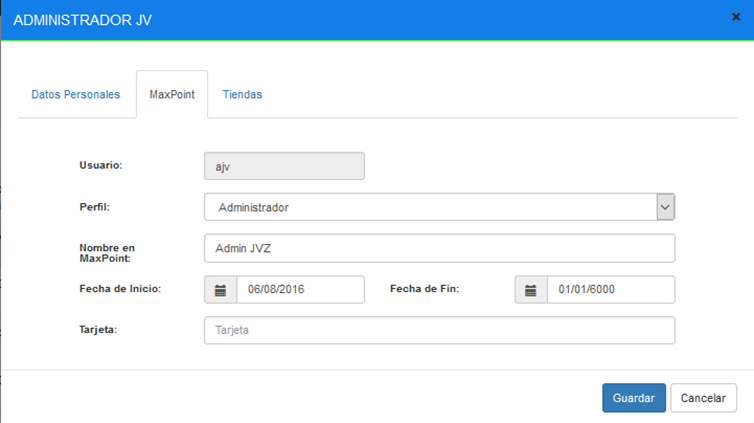 ADMINISTRADOR JV
Datos Personales MaxPoint Tiendas
Usuario: ajv
Perfil: Administrador
Nombre en
MaxPoint: Admin JVZ
Fecha de Inicio: 06/08/2016 Fecha de Fin: 01/01/6000
Tarjeta: Tarjeta
Guardar Cancelar